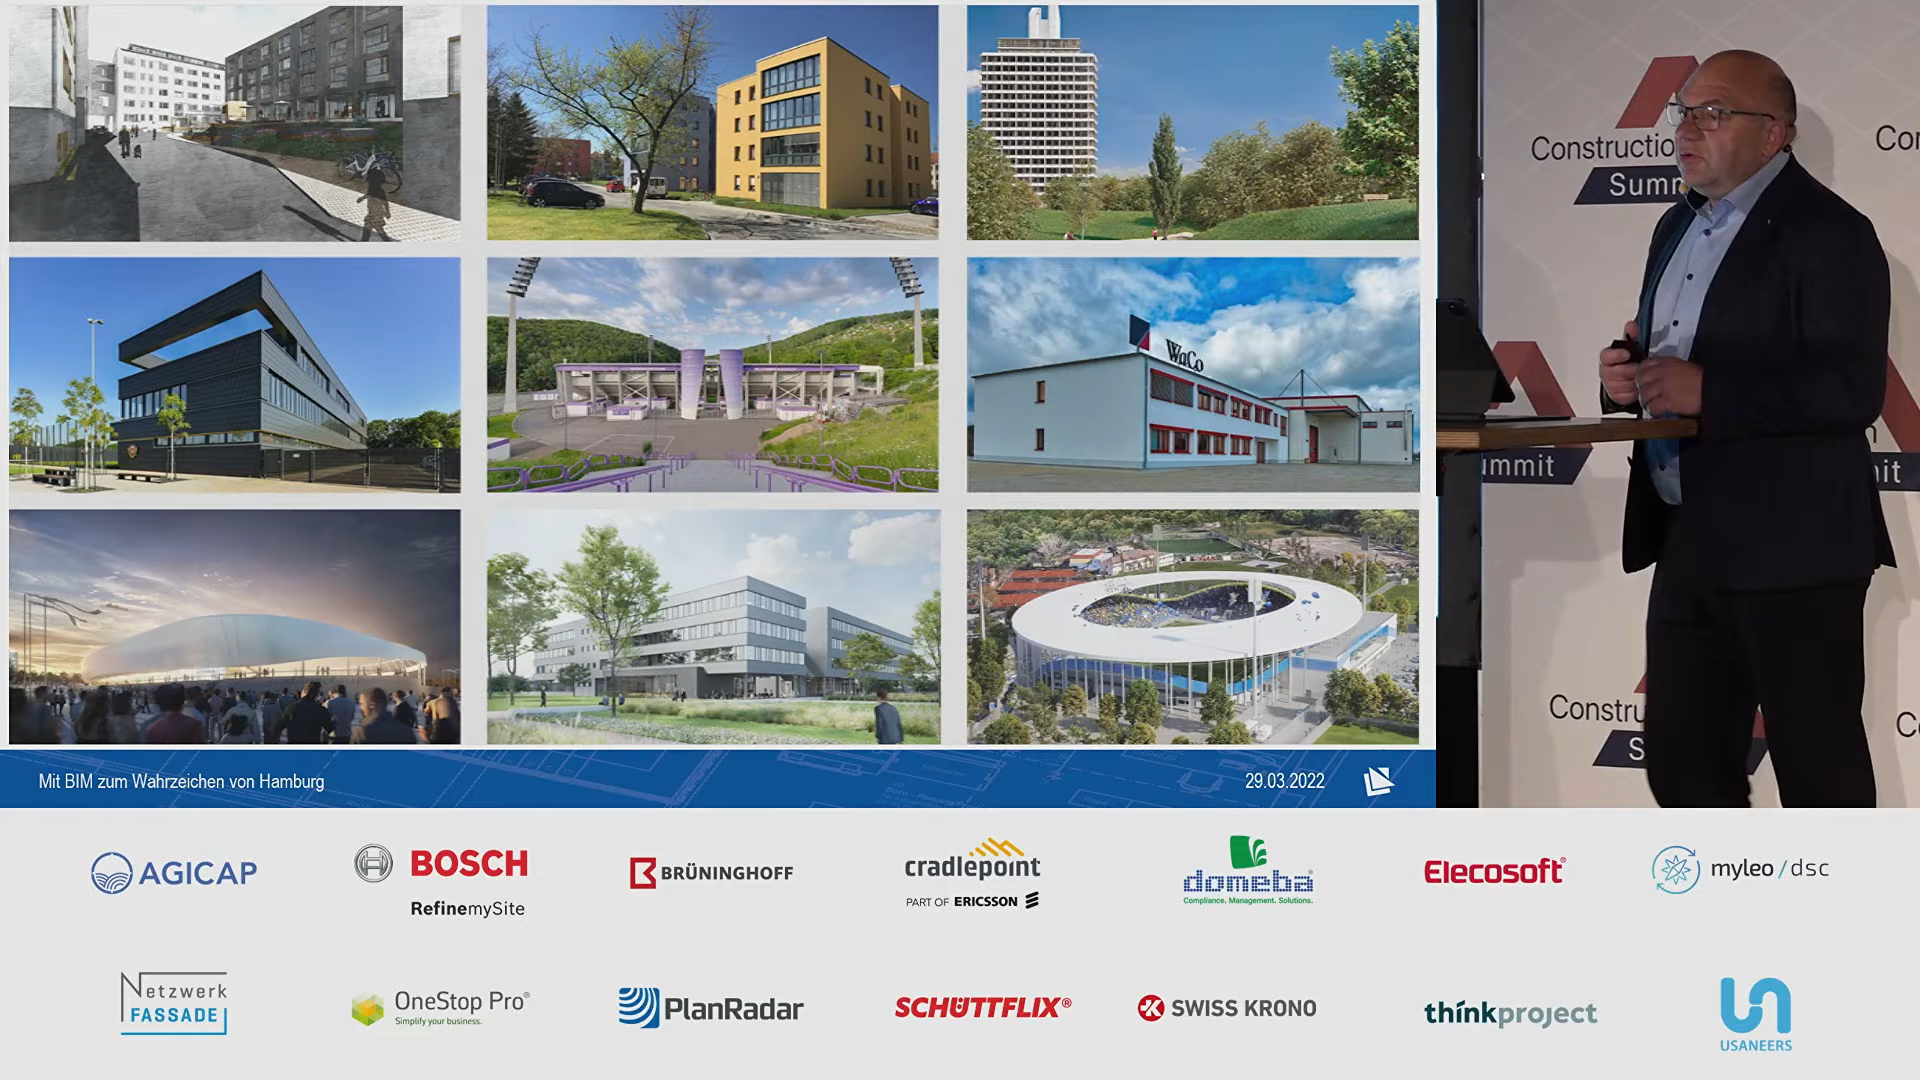 WaCo
Mit BIM zum Wahrzeichen von Hamburg
29.03.2022
Constructio
Summ
Con
ummit
it
Constru
S
C
AGICAP
BOSCH
RefinemySite
BRÜNINGHOFF
cradlepoint
PART OF ERICSSON
domeba®
Compliance. Management. Solutions.
Elecosoft®
myleo / dsc
Netzwerk
FASSADE
OneStop Pro®
Simplify your business.
PlanRadar
SCHÜTTFLIX®
SWISS KRONO
thinkproject
USANEERS